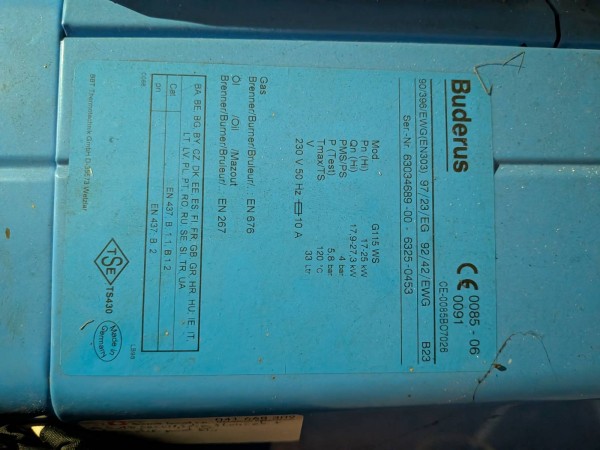 Buderus
CE 0085 - 06
0091
CE-0085BO7026
90/396/EWG(EN303), 97/23/EG 92/42/EWG B23
Ser.-Nr. 63034689-00 - 6325-0453
Mod. G115 WS
Pn (Hi) 17-25 kW
Qn (Hi) 17,9-27,3 kW
PMS/PS 4 bar
P (Test) 5,8 bar
Tmax/TS 120 °C
V 33 Ltr
230 V 50 Hz 10 A
Gas
Brenner/Burner/Bruleur: EN 676
Öl /Oil /Mazout
Brenner/Burner/Bruleur: EN 267
BA, BE, BG, BY, CZ, DK, EE, ES, FI, FR, GB, GR, HR, HU, IE, IT,
LT, LV, PL, PT, RO, RU, SE, SI, TR, UA
Cat. EN 437: B 1.1; B 1.2
Öl1 EN 437: B 2
TSE TS430
Made in
Germany
BBT Thermotechnik GmbH, D-35573 Wetzlar